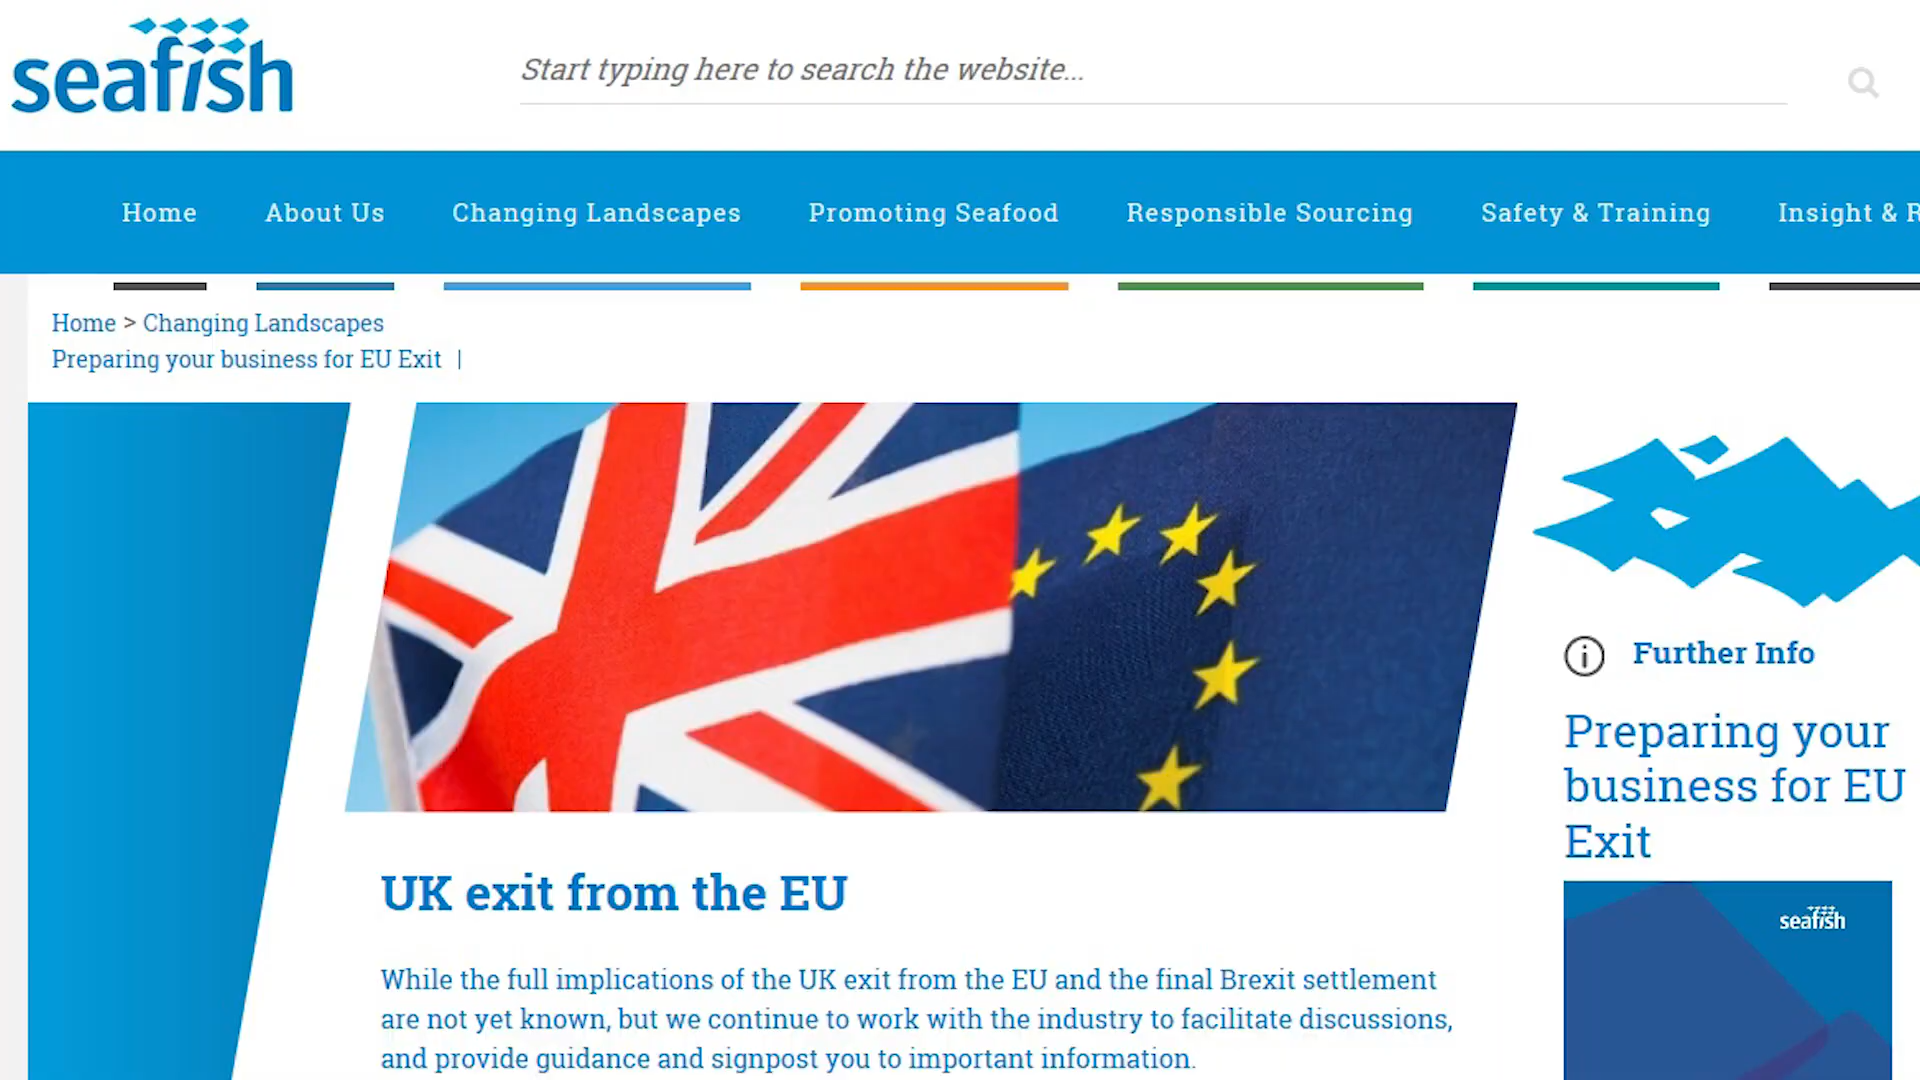 seafish
Start typing here to search the website...
Home About Us Changing Landscapes Promoting Seafood Responsible Sourcing Safety & Training Insight & R
Home > Changing Landscapes
Preparing your business for EU Exit |
Further Info
Preparing your
business for EU
Exit
seafish
UK exit from the EU
While the full implications of the UK exit from the EU and the final Brexit settlement
are not yet known, but we continue to work with the industry to facilitate discussions,
and provide guidance and signpost you to important information.